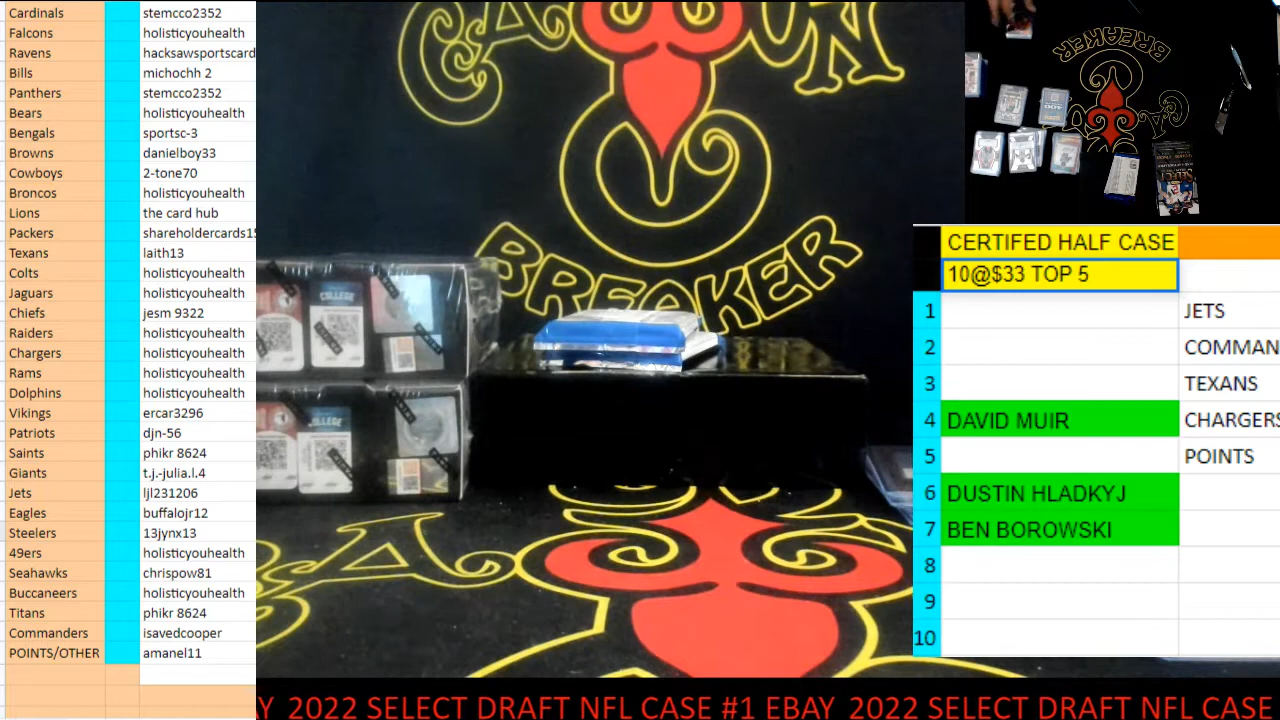 Cardinals stemcco2352
Falcons holisticyouhealth
Ravens hacksawsportscard
Bills michochh 2
Panthers stemcco2352
Bears holisticyouhealth
Bengals sportsc-3
Browns danielboy33
Cowboys 2-tone70
Broncos holisticyouhealth
Lions the card hub
Packers shareholdercards15
Texans laith13
Colts holisticyouhealth
Jaguars holisticyouhealth
Chiefs jesm 9322
Raiders holisticyouhealth
Chargers holisticyouhealth
Rams holisticyouhealth
Dolphins holisticyouhealth
Vikings ercar3296
Patriots djn-56
Saints phikr 8624
Giants t.j.-julia.l.4
Jets ljl231206
Eagles buffalojr12
Steelers 13jynx13
49ers holisticyouhealth
Seahawks chrispow81
Buccaneers holisticyouhealth
Titans phikr 8624
Commanders isavedcooper
POINTS/OTHER amanel11
BREAKER
COLLEGE
COLLEGE
BREAKER
SELECT
CERTIFED HALF CASE
10@$33 TOP 5
1 JETS
2 COMMAN
3 TEXANS
4 DAVID MUIR CHARGERS
5 POINTS
6 DUSTIN HLADKYJ
7 BEN BOROWSKI
8
9
10
Y 2022 SELECT DRAFT NFL CASE #1 EBAY 2022 SELECT DRAFT NFL CASE